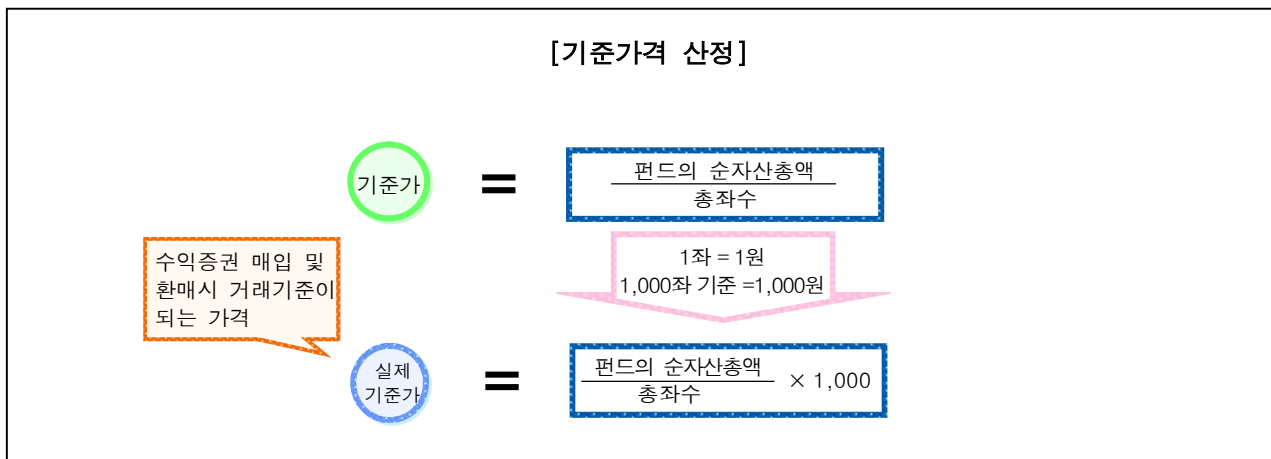 [기준가격 산정]
기준가
=
펀드의 순자산총액
총좌수
1좌 = 1원
1,000좌 기준 =1,000원
수익증권 매입 및
환매시 거래기준이
되는 가격
실제
기준가
=
펀드의 순자산총액
총좌수
× 1,000